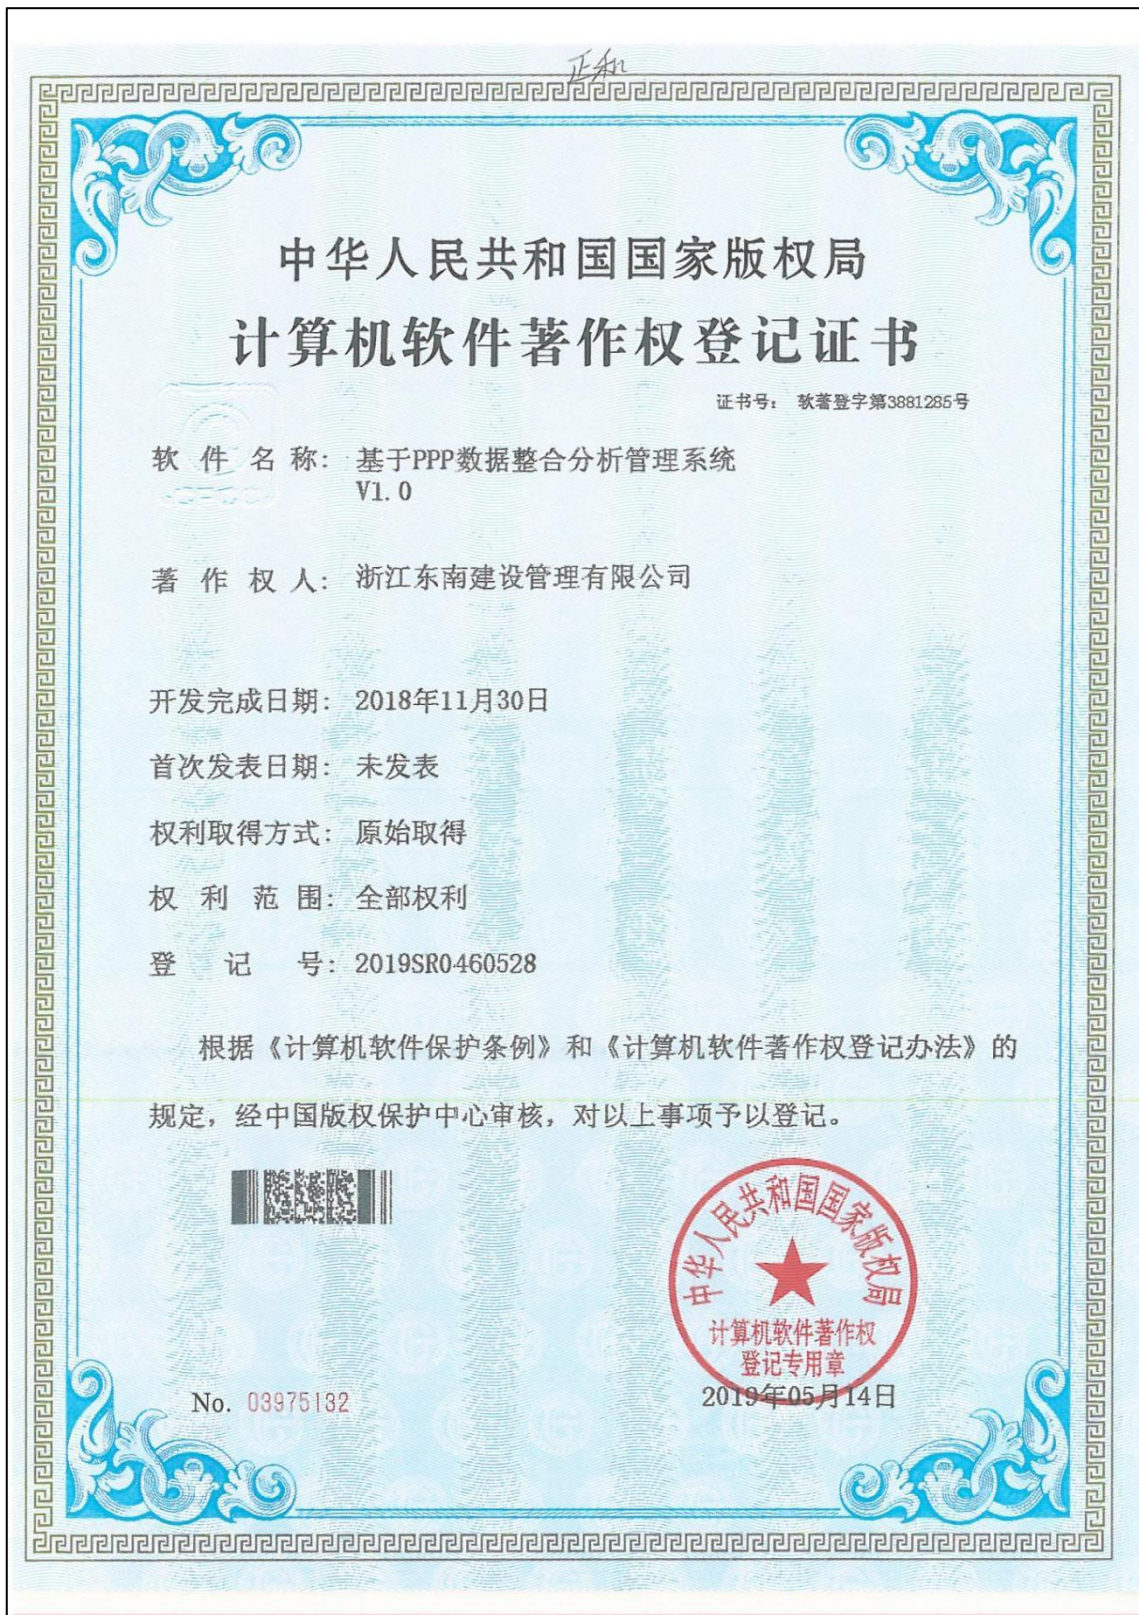 正和
中华人民共和国国家版权局
计算机软件著作权登记证书
证书号： 软著登字第3881285号
软 件 名 称： 基于PPP数据整合分析管理系统
V1.0
著 作 权 人： 浙江东南建设管理有限公司
开发完成日期： 2018年11月30日
首次发表日期： 未发表
权利取得方式： 原始取得
权 利 范 围： 全部权利
登 记 号： 2019SR0460528
根据《计算机软件保护条例》和《计算机软件著作权登记办法》的
规定，经中国版权保护中心审核，对以上事项予以登记。
中华人民共和国国家版权局
计算机软件著作权
登记专用章
No. 03975132
2019年05月14日